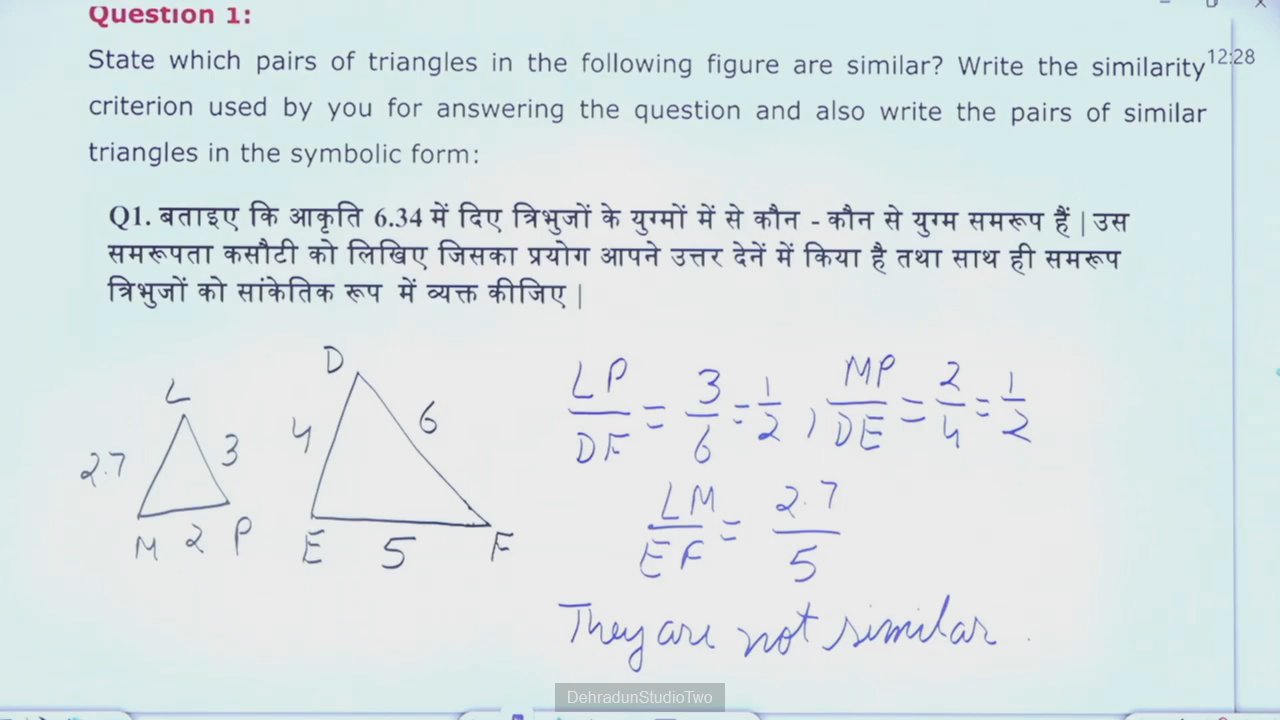 Question 1:
12:28
State which pairs of triangles in the following figure are similar? Write the similarity
criterion used by you for answering the question and also write the pairs of similar
triangles in the symbolic form:
Q1. बताइए कि आकृति 6.34 में दिए त्रिभुजों के युग्मों में से कौन - कौन से युग्म समरूप हैं | उस
समरूपता कसौटी को लिखिए जिसका प्रयोग आपने उत्तर देनें में किया है तथा साथ ही समरूप
त्रिभुजों को सांकेतिक रूप में व्यक्त कीजिए |
L
2.7 3
M 2 P
D
4 6
E 5 F
LP/DF = 3/6 = 1/2 , MP/DE = 2/4 = 1/2
LM/EF = 2.7/5
They are not similar.
DehradunStudioTwo